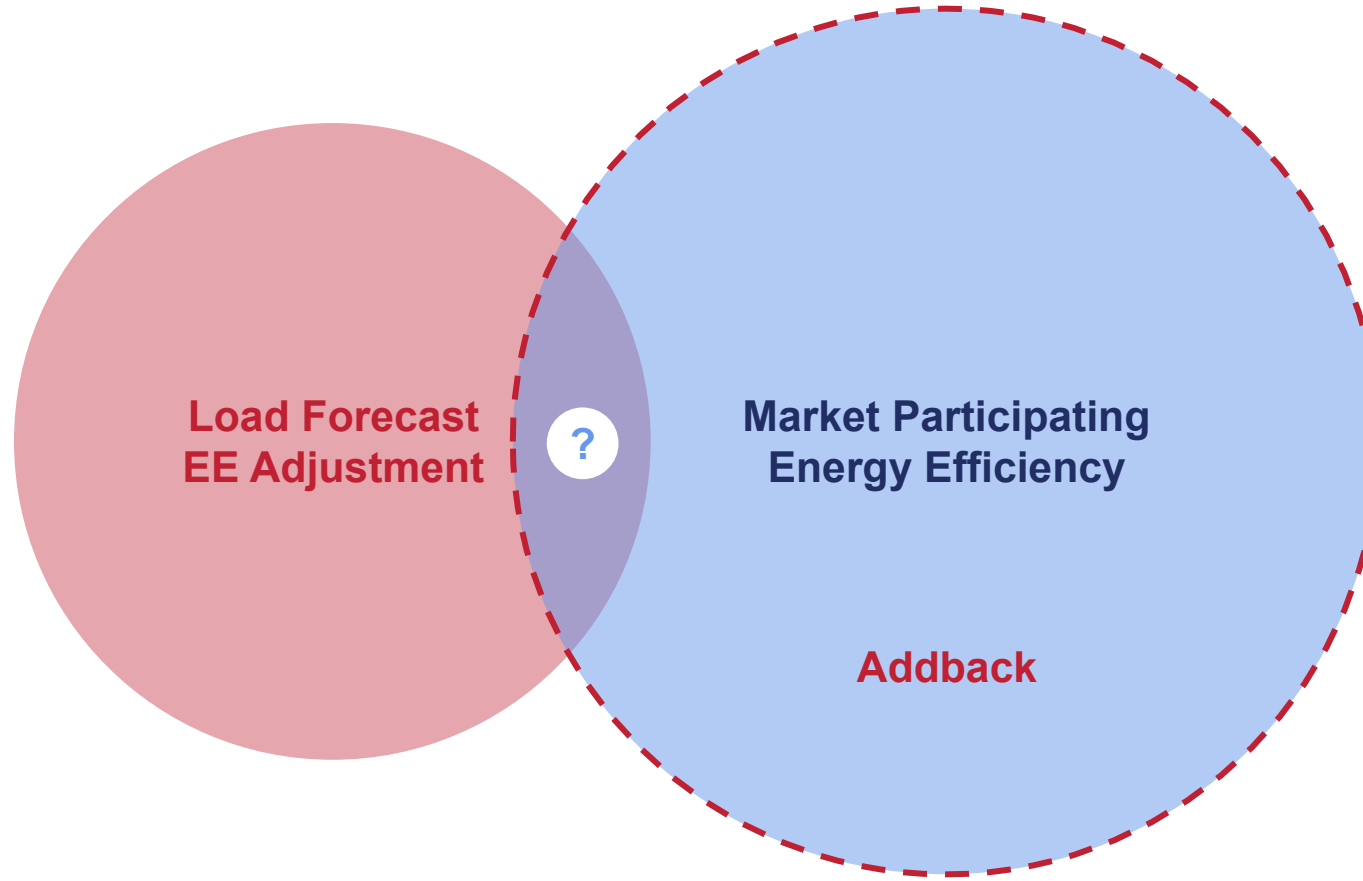 Load Forecast
EE Adjustment
?
Market Participating
Energy Efficiency
Addback